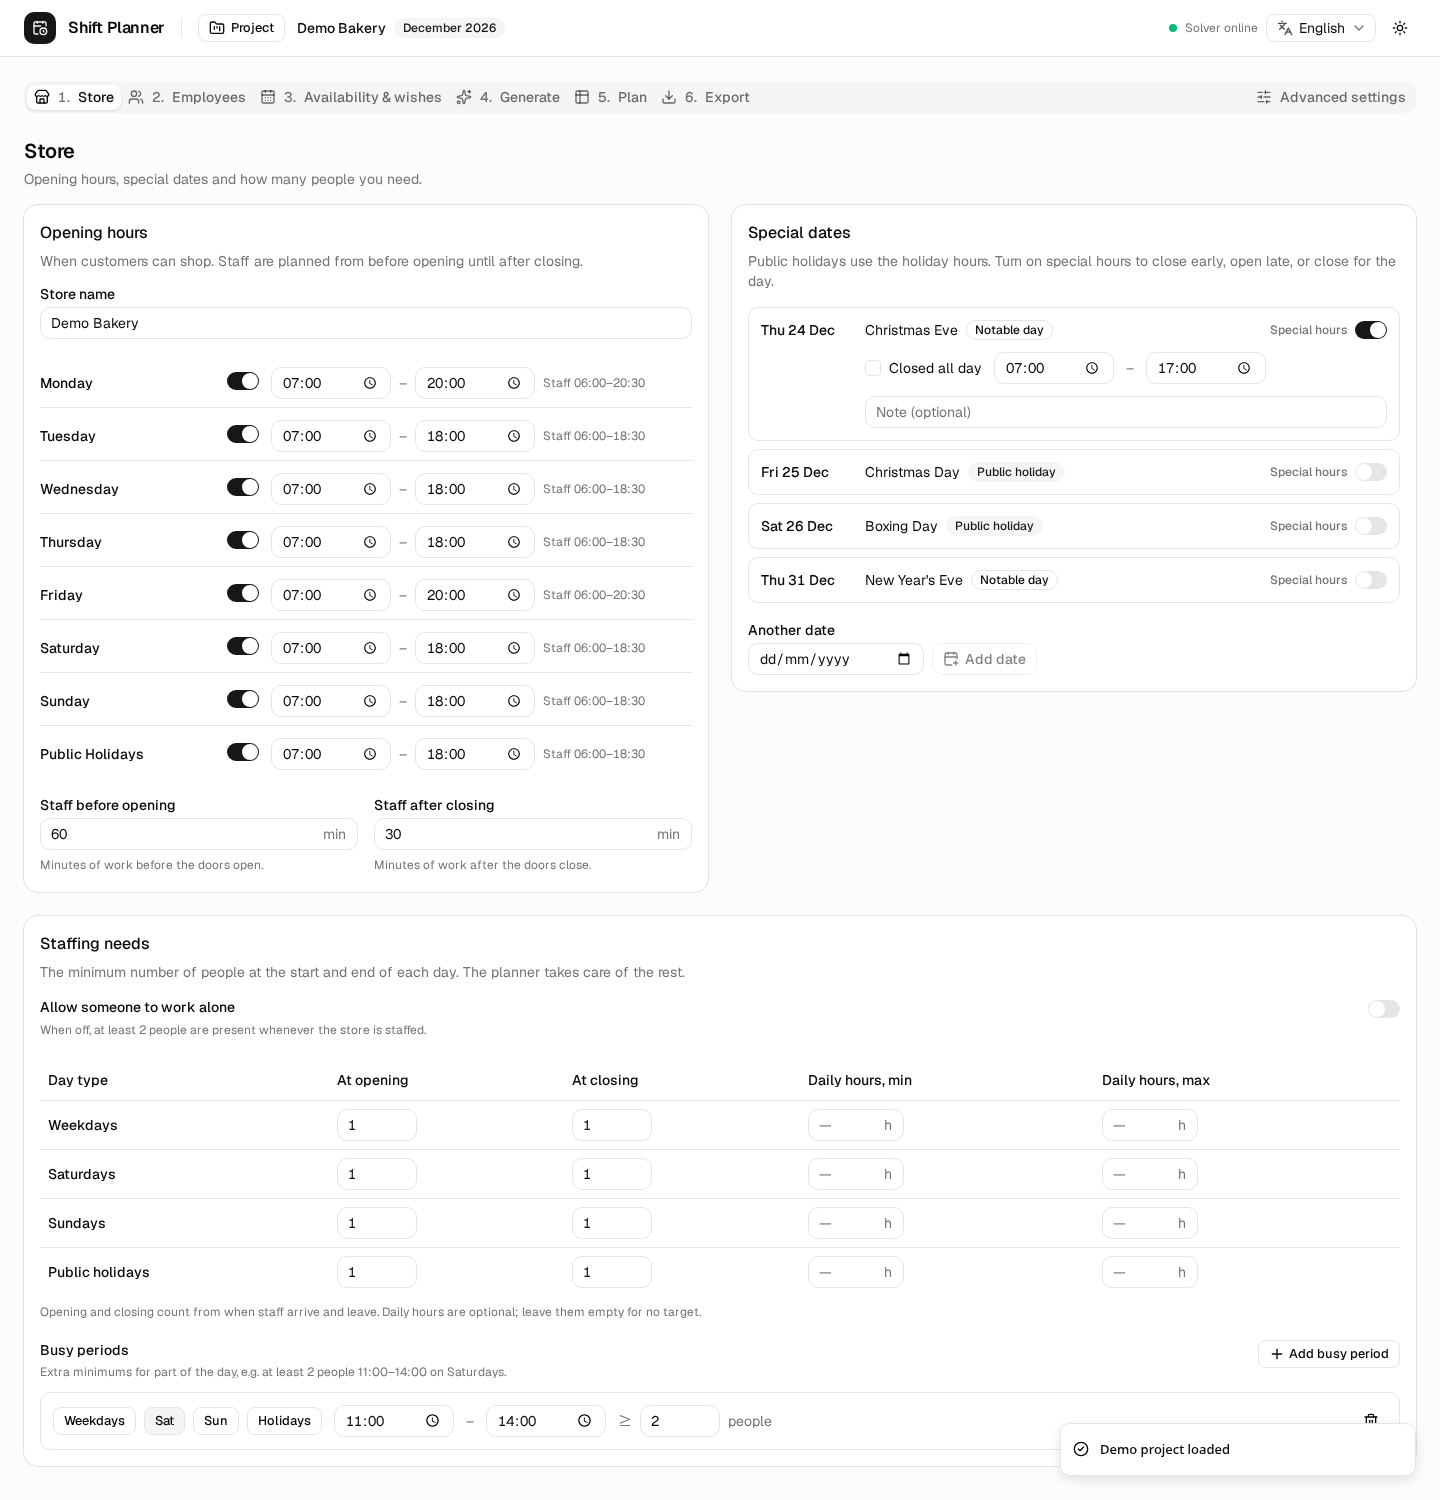 Shift Planner
Project
Demo Bakery
December 2026
Solver online
English
1. Store
2. Employees
3. Availability & wishes
4. Generate
5. Plan
6. Export
Advanced settings
Store
Opening hours, special dates and how many people you need.
Opening hours
When customers can shop. Staff are planned from before opening until after closing.
Store name
Demo Bakery
Monday 07:00 – 20:00 Staff 06:00–20:30
Tuesday 07:00 – 18:00 Staff 06:00–18:30
Wednesday 07:00 – 18:00 Staff 06:00–18:30
Thursday 07:00 – 18:00 Staff 06:00–18:30
Friday 07:00 – 20:00 Staff 06:00–20:30
Saturday 07:00 – 18:00 Staff 06:00–18:30
Sunday 07:00 – 18:00 Staff 06:00–18:30
Public Holidays 07:00 – 18:00 Staff 06:00–18:30
Staff before opening Staff after closing
60 min 30 min
Minutes of work before the doors open. Minutes of work after the doors close.
Special dates
Public holidays use the holiday hours. Turn on special hours to close early, open late, or close for the
day.
Thu 24 Dec Christmas Eve Notable day Special hours
Closed all day 07:00 – 17:00
Note (optional)
Fri 25 Dec Christmas Day Public holiday Special hours
Sat 26 Dec Boxing Day Public holiday Special hours
Thu 31 Dec New Year's Eve Notable day Special hours
Another date
dd/mm/yyyy Add date
Staffing needs
The minimum number of people at the start and end of each day. The planner takes care of the rest.
Allow someone to work alone
When off, at least 2 people are present whenever the store is staffed.
Day type At opening At closing Daily hours, min Daily hours, max
Weekdays 1 1 — h — h
Saturdays 1 1 — h — h
Sundays 1 1 — h — h
Public holidays 1 1 — h — h
Opening and closing count from when staff arrive and leave. Daily hours are optional; leave them empty for no target.
Busy periods
Add busy period
Extra minimums for part of the day, e.g. at least 2 people 11:00–14:00 on Saturdays.
Weekdays Sat Sun Holidays 11:00 – 14:00 ≥ 2 people
Demo project loaded